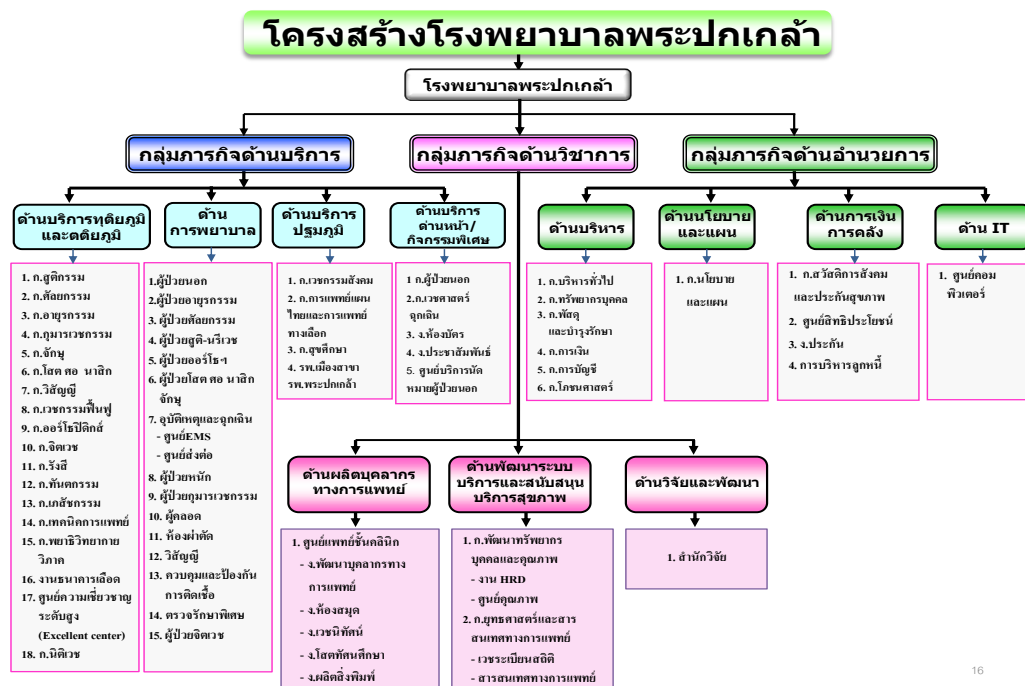 โครงสร้างโรงพยาบาลพระปกเกล้า
โรงพยาบาลพระปกเกล้า
กลุ่มภารกิจด้านบริการ
กลุ่มภารกิจด้านวิชาการ
กลุ่มภารกิจด้านอำนวยการ
ด้านบริการทุติยภูมิ
และตติยภูมิ
1. ก.สูติกรรม
2. ก.ศัลยกรรม
3. ก.อายุรกรรม
4. ก.กุมารเวชกรรม
5. ก.จักษุ
6. ก.โสต ศอ นาสิก
7. ก.วิสัญญี
8. ก.เวชกรรมฟื้นฟู
9. ก.ออร์โธปิดิกส์
10. ก.จิตเวช
11. ก.รังสี
12. ก.ทันตกรรม
13. ก.เภสัชกรรม
14. ก.เทคนิคการแพทย์
15. ก.พยาธิวิทยากาย
วิภาค
16. งานธนาคารเลือด
17. ศูนย์ความเชี่ยวชาญ
ระดับสูง
(Excellent center)
18. ก.นิติเวช
ด้าน
การพยาบาล
1.ผู้ป่วยนอก
2.ผู้ป่วยอายุรกรรม
3. ผู้ป่วยศัลยกรรม
4. ผู้ป่วยสูติ-นรีเวช
5. ผู้ป่วยออร์โธฯ
6. ผู้ป่วยโสต ศอ นาสิก
จักษุ
7. อุบัติเหตุและฉุกเฉิน
- ศูนย์EMS
- ศูนย์ส่งต่อ
8. ผู้ป่วยหนัก
9. ผู้ป่วยกุมารเวชกรรม
10. ผู้คลอด
11. ห้องผ่าตัด
12. วิสัญญี
13. ควบคุมและป้องกัน
การติดเชื้อ
14. ตรวจรักษาพิเศษ
15. ผู้ป่วยจิตเวช
ด้านบริการ
ปฐมภูมิ
1. ก.เวชกรรมสังคม
2. ก.การแพทย์แผน
ไทยและการแพทย์
ทางเลือก
3. ก.สุขศึกษา
4. รพ.เมืองสาขา
รพ.พระปกเกล้า
ด้านบริการ
ด่านหน้า/
กิจกรรมพิเศษ
1 ก.ผู้ป่วยนอก
2.ก.เวชศาสตร์
ฉุกเฉิน
3. ง.ห้องบัตร
4. ง.ประชาสัมพันธ์
5. ศูนย์บริการนัด
หมายผู้ป่วยนอก
ด้านบริหาร
1. ก.บริหารทั่วไป
2. ก.ทรัพยากรบุคคล
3. ก.พัสดุ
และบำรุงรักษา
4. ก.การเงิน
5. ก.การบัญชี
6. ก.โภชนศาสตร์
ด้านนโยบาย
และแผน
1. ก.นโยบาย
และแผน
ด้านการเงิน
การคลัง
1. ก.สวัสดิการสังคม
และประกันสุขภาพ
2. ศูนย์สิทธิประโยชน์
3. ง.ประกัน
4. การบริหารลูกหนี้
ด้าน IT
1. ศูนย์คอม
พิวเตอร์
ด้านผลิตบุคลากร
ทางการแพทย์
1. ศูนย์แพทย์ชั้นคลินิก
- ง.พัฒนาบุคลากรทาง
การแพทย์
- ง.ห้องสมุด
- ง.เวชนิทัศน์
- ง.โสตทัศนศึกษา
- ง.ผลิตสิ่งพิมพ์
ด้านพัฒนาระบบ
บริการและสนับสนุน
บริการสุขภาพ
1. ก.พัฒนาทรัพยากร
บุคคลและคุณภาพ
- งาน HRD
- ศูนย์คุณภาพ
2. ก.ยุทธศาสตร์และสาร
สนเทศทางการแพทย์
- เวชระเบียนสถิติ
- สารสนเทศทางการแพทย์
ด้านวิจัยและพัฒนา
1. สำนักวิจัย
16